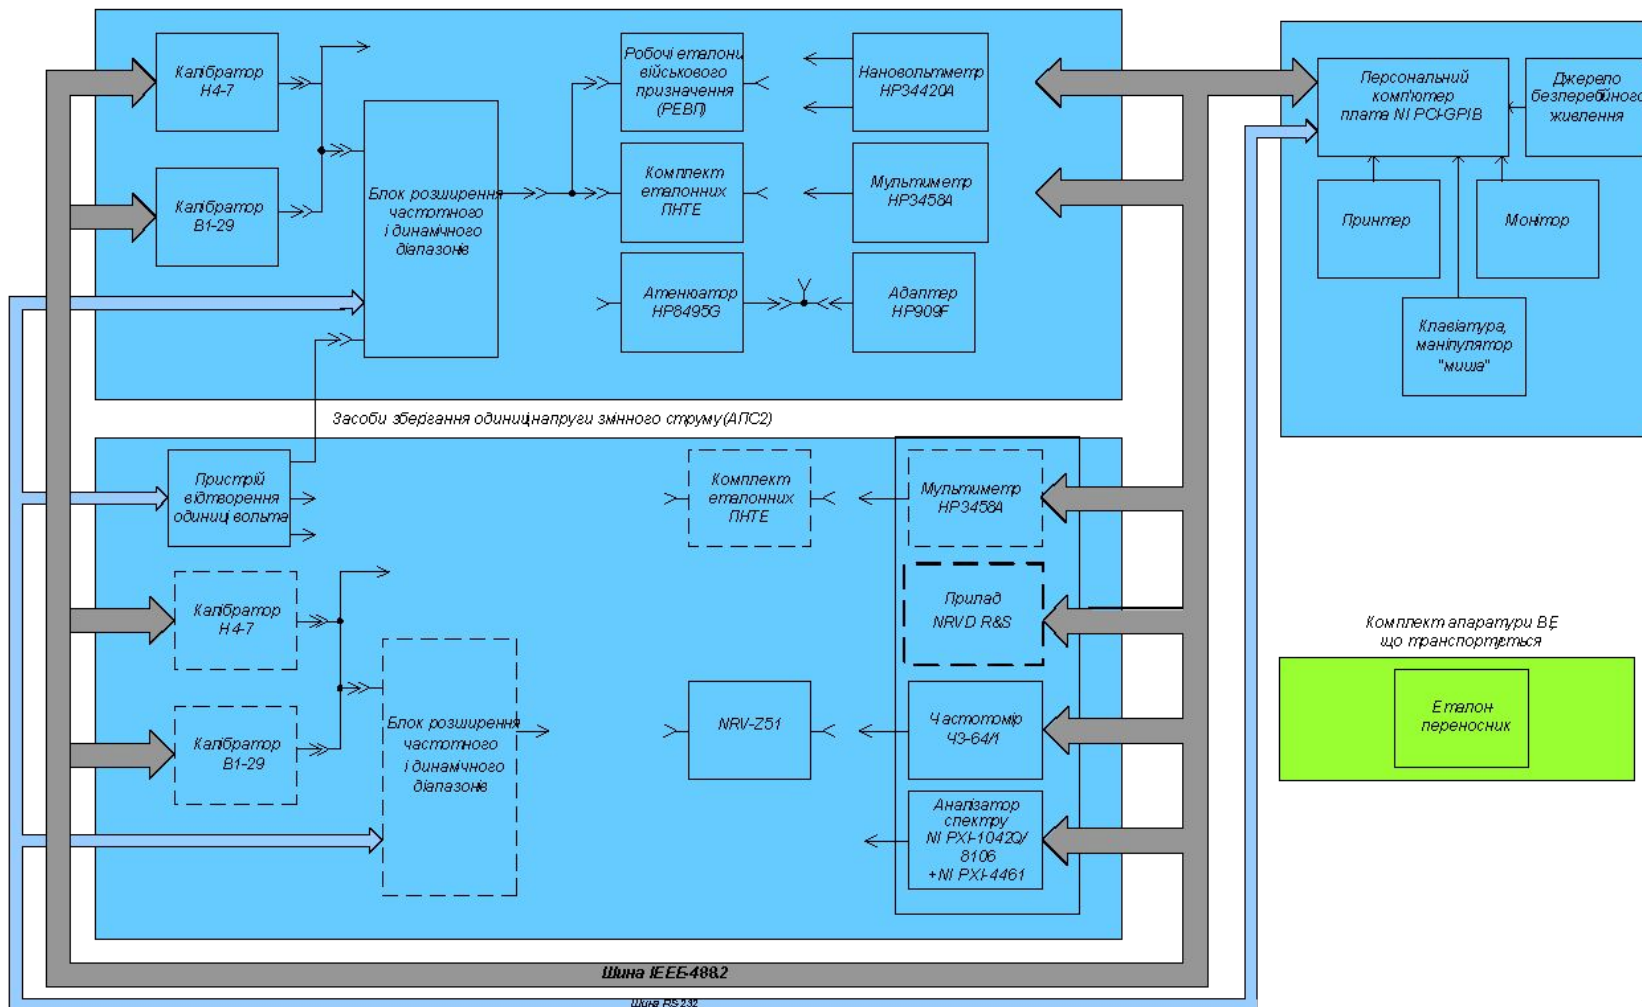 Калібратор
Н4-7
Калібратор
В1-29
Блок розширення
частотного
і динамічного
діапазонів
Робочі еталони
військового
призначення
(РЕВП)
Комплект
еталонних
ПНТЕ
Атенюатор
HP8495G
Нановольтметр
HP34420A
Мультиметр
HP3458A
Адаптер
HP909F
Персональний
комп'ютер
плата NI PCI-GPIB
Джерело
безперебійного
живлення
Принтер
Монітор
Клавіатура,
маніпулятор
"миша"
Засоби зберігання одиниці напруги змінного струму (АПС2)
Пристрій
відтворення
одиниці вольта
Калібратор
Н4-7
Калібратор
В1-29
Блок розширення
частотного
і динамічного
діапазонів
Комплект
еталонних
ПНТЕ
NRV-Z51
Мультиметр
HP3458A
Прилад
NRVD R&S
Частотомір
ЧЗ-64/1
Аналізатор
спектру
NI PXI-1042Q/
8106
+NI PXI-4461
Комплект апаратури ВЕ,
що транспортується
Еталон
переносник
Шина IEEE-488.2
Шина RS-232